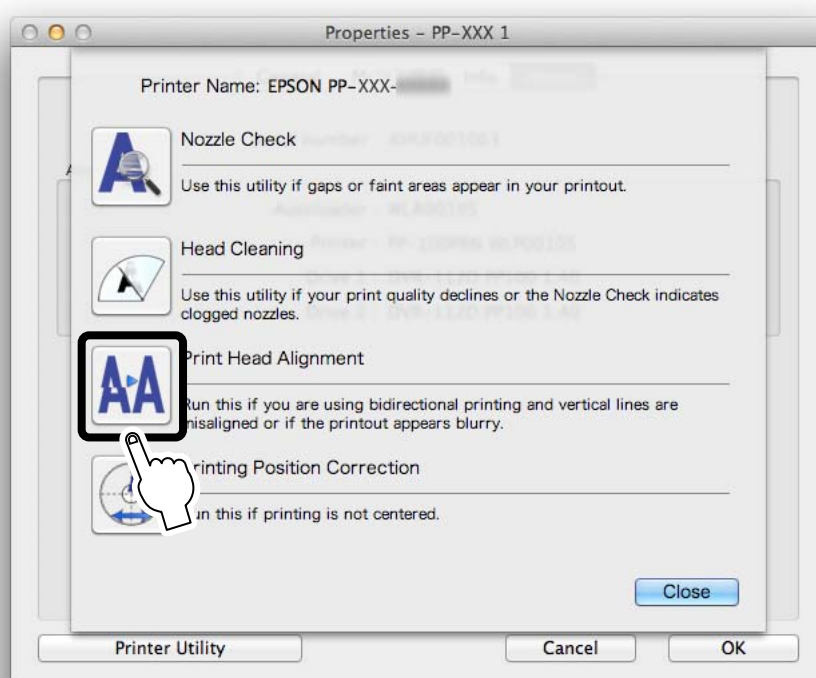 Properties – PP-XXX 1
Printer Name: EPSON PP-XXX-
Nozzle Check
Use this utility if gaps or faint areas appear in your printout.
Head Cleaning
Use this utility if your print quality declines or the Nozzle Check indicates
clogged nozzles.
Print Head Alignment
Run this if you are using bidirectional printing and vertical lines are
misaligned or if the printout appears blurry.
Printing Position Correction
Run this if printing is not centered.
Close
Printer Utility
Cancel
OK